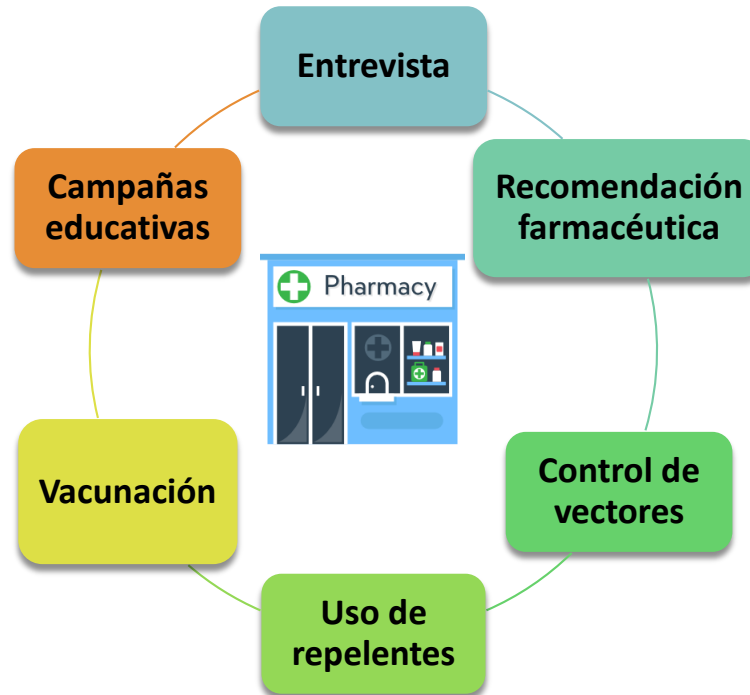 Entrevista
Recomendación
farmacéutica
Control de
vectores
Uso de
repelentes
Vacunación
Campañas
educativas
Pharmacy